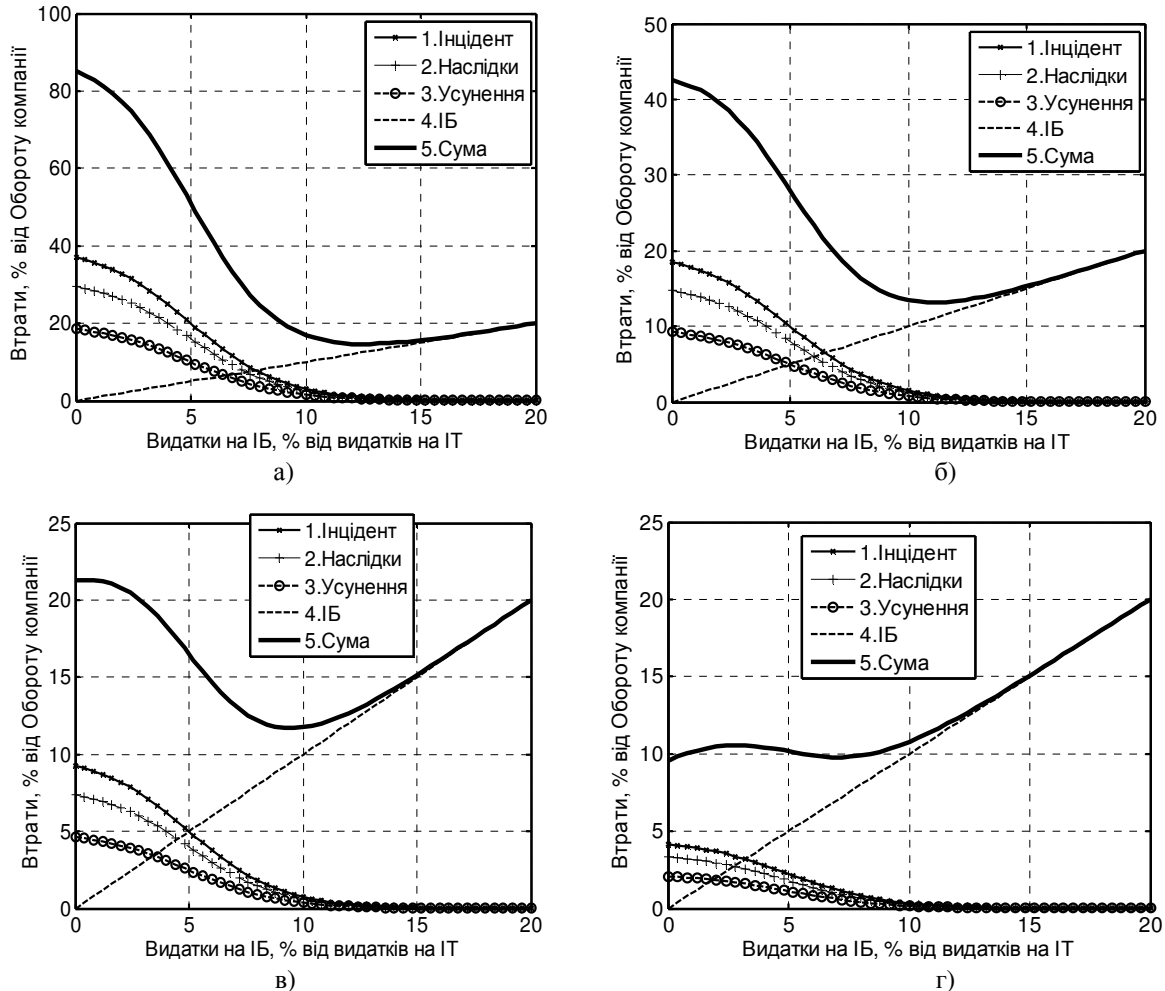 100
80
60
40
20
0
0 5 10 15 20
Втрати, % від Обороту компанії
Видатки на ІБ, % від видатків на ІТ
1.Інцідент
2.Наслідки
3.Усунення
4.ІБ
5.Сума
а)
50
40
30
20
10
0
0 5 10 15 20
Втрати, % від Обороту компанії
Видатки на ІБ, % від видатків на ІТ
1.Інцідент
2.Наслідки
3.Усунення
4.ІБ
5.Сума
б)
25
20
15
10
5
0
0 5 10 15 20
Втрати, % від Обороту компанії
Видатки на ІБ, % від видатків на ІТ
1.Інцідент
2.Наслідки
3.Усунення
4.ІБ
5.Сума
в)
25
20
15
10
5
0
0 5 10 15 20
Втрати, % від Обороту компанії
Видатки на ІБ, % від видатків на ІТ
1.Інцідент
2.Наслідки
3.Усунення
4.ІБ
5.Сума
г)